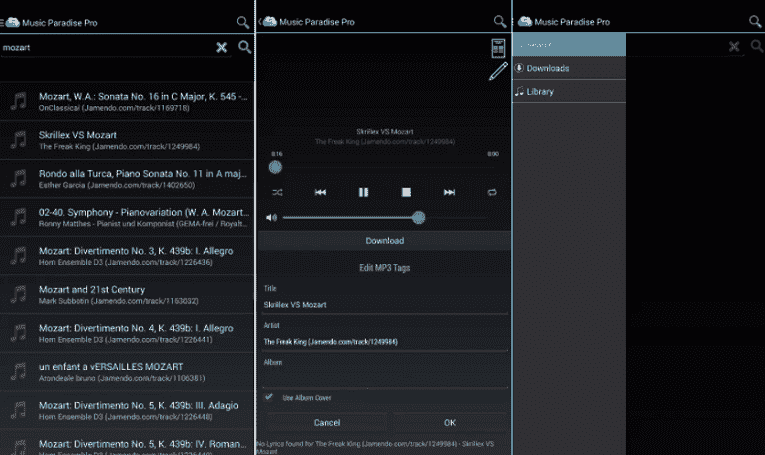 Music Paradise Pro
mozart
Mozart, W.A.: Sonata No. 16 in C Major, K. 545 -...
OnClassical (Jamendo.com/track/1169718)
Skrillex VS Mozart
The Freak King (Jamendo.com/track/1249984)
Rondo alla Turca, Piano Sonata No. 11 in A maj...
Esther Garcia (Jamendo.com/track/1402650)
02-40. Symphony - Pianovariation (W. A. Mozart...
Ronny Matthes - Pianist und Komponist (GEMA-frei / Royalt...
Mozart: Divertimento No. 3, K. 439b: I. Allegro
Horn Ensemble D3 (Jamendo.com/track/1226436)
Mozart and 21st Century
Mark Subbotin (Jamendo.com/track/1153032)
Mozart: Divertimento No. 4, K. 439b: I. Allegro
Horn Ensemble D3 (Jamendo.com/track/1226441)
un enfant a vERSAILLES MOZART
Arondeale bruno (Jamendo.com/track/1106381)
Mozart: Divertimento No. 5, K. 439b: III. Adagio
Horn Ensemble D3 (Jamendo.com/track/1226448)
Mozart: Divertimento No. 5, K. 439b: IV. Roman...
Music Paradise Pro
Skrillex VS Mozart
The Freak King (Jamendo.com/track/1249984)
0:16
0:90
Download
Edit MP3 Tags
Title
Skrillex VS Mozart
Artist
The Freak King (Jamendo.com/track/1249984)
Album
Use Album Cover
Cancel
OK
No Lyrics found for The Freak King (Jamendo.com/track/1249984) - Skrillex VS
Mozart
Music Paradise Pro
Downloads
Library